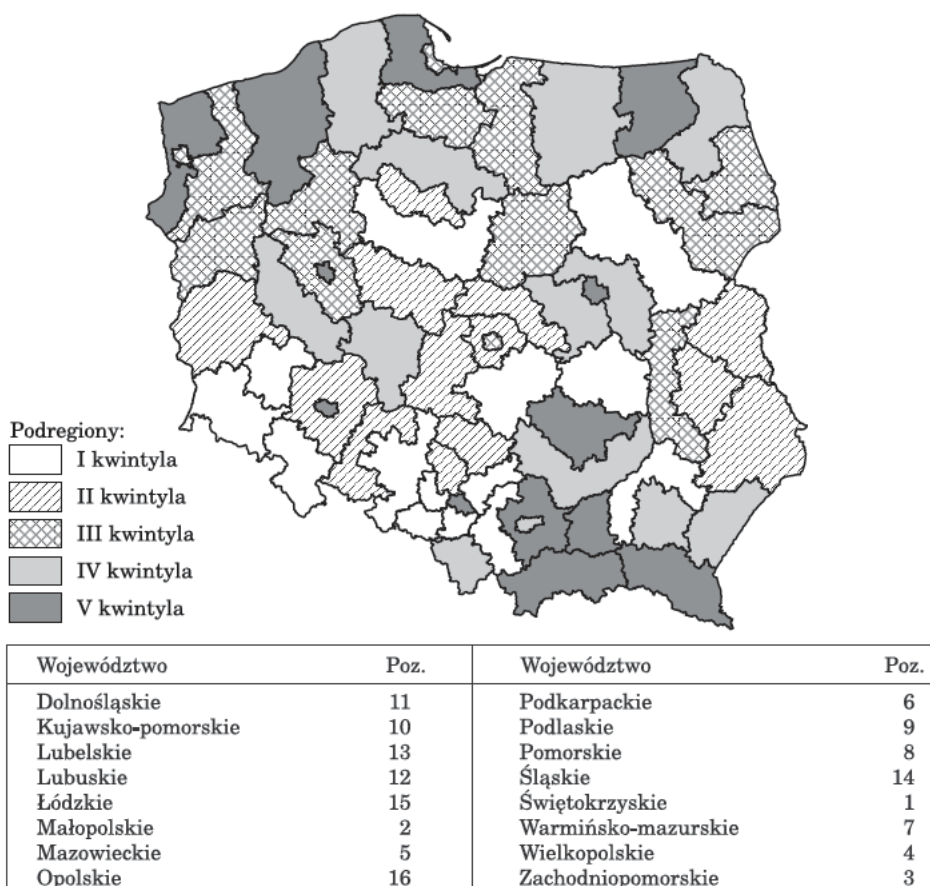 Podregiony:
I kwintyla
II kwintyla
III kwintyla
IV kwintyla
V kwintyla
Województwo Poz. Województwo Poz.
Dolnośląskie 11 Podkarpackie 6
Kujawsko-pomorskie 10 Podlaskie 9
Lubelskie 13 Pomorskie 8
Lubuskie 12 Śląskie 14
Łódzkie 15 Świętokrzyskie 1
Małopolskie 2 Warmińsko-mazurskie 7
Mazowieckie 5 Wielkopolskie 4
Opolskie 16 Zachodniopomorskie 3